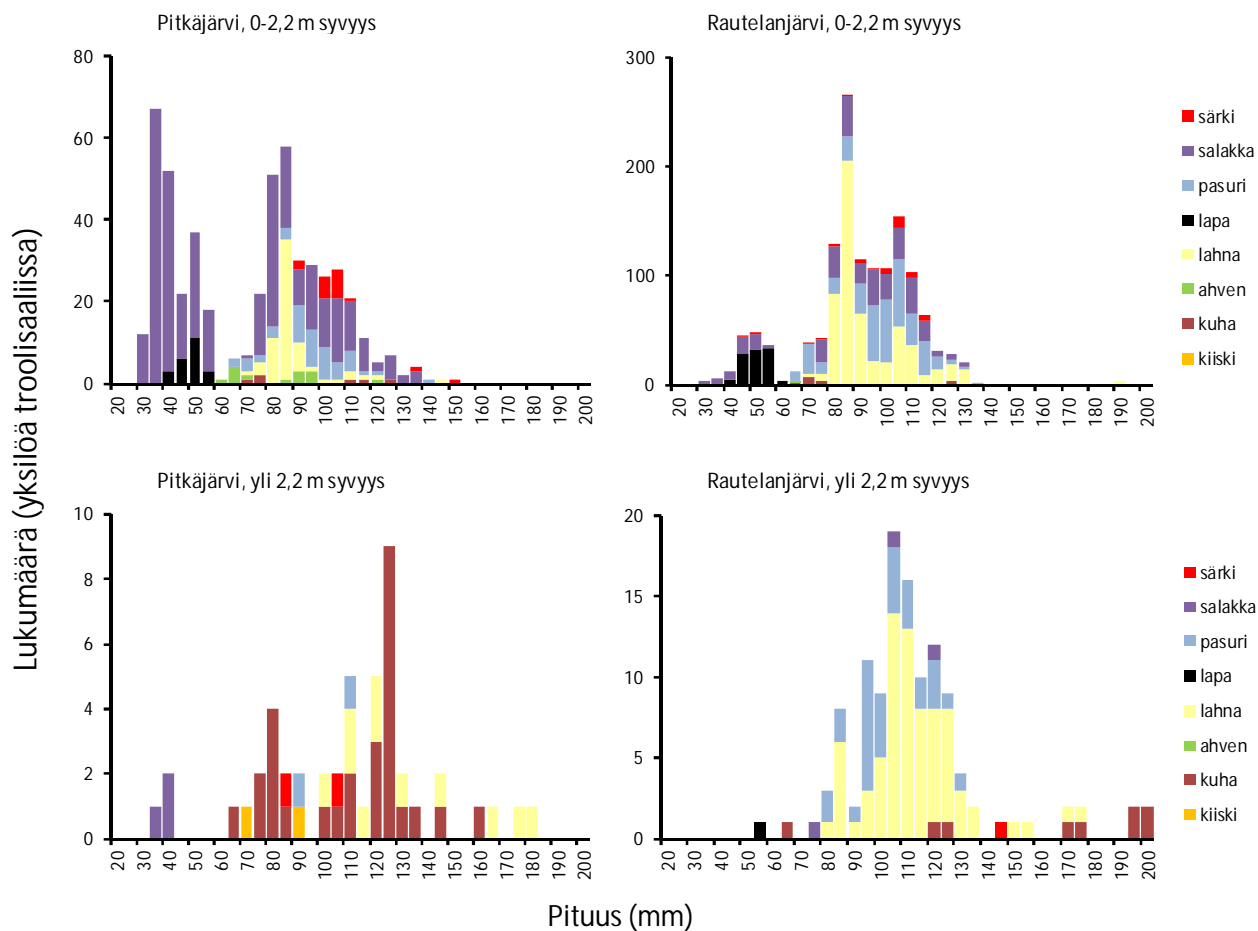 Pitkäjärvi, 0-2,2 m syvyys
Rautelanjärvi, 0-2,2 m syvyys
80
60
40
20
0
20 30 40 50 60 70 80 90 100 110 120 130 140 150 160 170 180 190 200
300
200
100
0
20 30 40 50 60 70 80 90 100 110 120 130 140 150 160 170 180 190 200
särki
salakka
pasuri
lapa
lahna
ahven
kuha
kiiski
Lukumäärä (yksilöä troolisaaliissa)
Pitkäjärvi, yli 2,2 m syvyys
Rautelanjärvi, yli 2,2 m syvyys
10
8
6
4
2
0
20 30 40 50 60 70 80 90 100 110 120 130 140 150 160 170 180 190 200
20
15
10
5
0
20 30 40 50 60 70 80 90 100 110 120 130 140 150 160 170 180 190 200
särki
salakka
pasuri
lapa
lahna
ahven
kuha
kiiski
Pituus (mm)